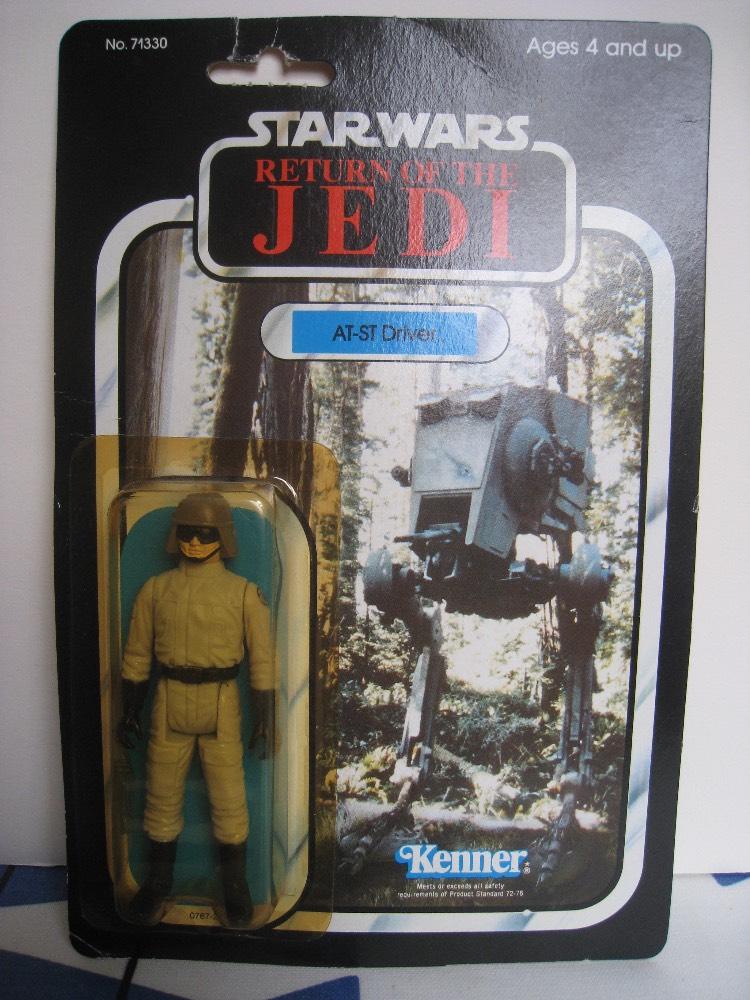 No. 71330
Ages 4 and up
STAR WARS
RETURN OF THE
JEDI
AT-ST Driver
Kenner
Meets or exceeds all safety
requirements of Product Standard 72-76